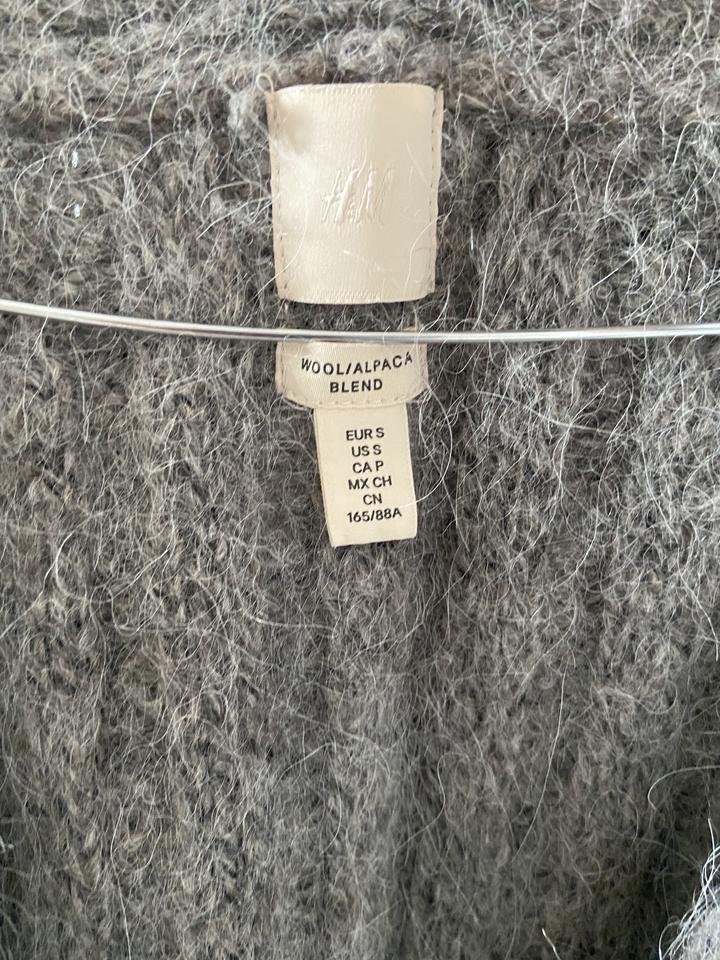 H&M
WOOL/ALPACA
BLEND
EUR S
US S
CA P
MX CH
CN
165/88A